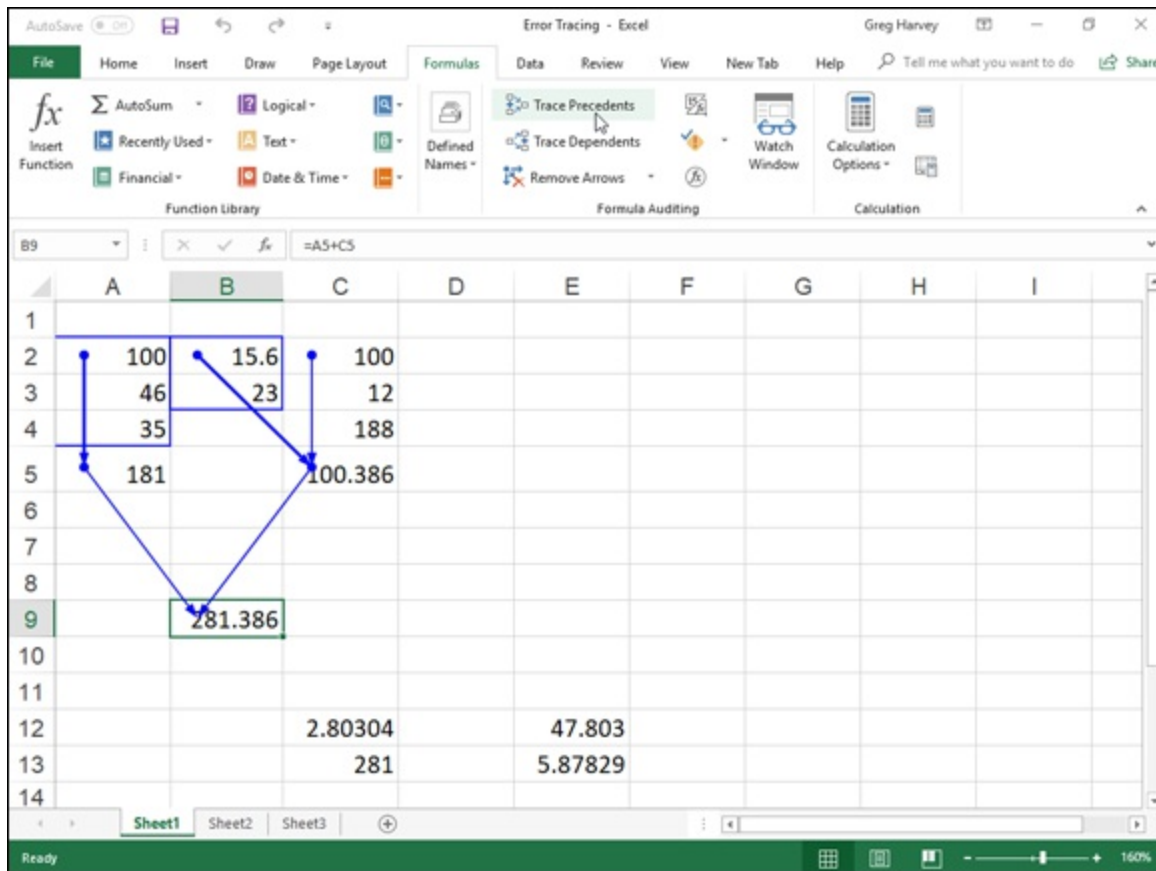 AutoSave Off Error Tracing - Excel Greg Harvey
File Home Insert Draw Page Layout Formulas Data Review View New Tab Help Tell me what you want to do Share
fx Σ AutoSum Logical Trace Precedents
Insert Function Recently Used Text Defined Names Trace Dependents Watch Window Calculation Options
Financial Date & Time Remove Arrows fx
Function Library Formula Auditing Calculation
B9 fx =A5+C5
A B C D E F G H I
1
2 100 15.6 100
3 46 23 12
4 35 188
5 181 100.386
6
7
8
9 281.386
10
11
12 2.80304 47.803
13 281 5.87829
14
Sheet1 Sheet2 Sheet3
Ready 160%